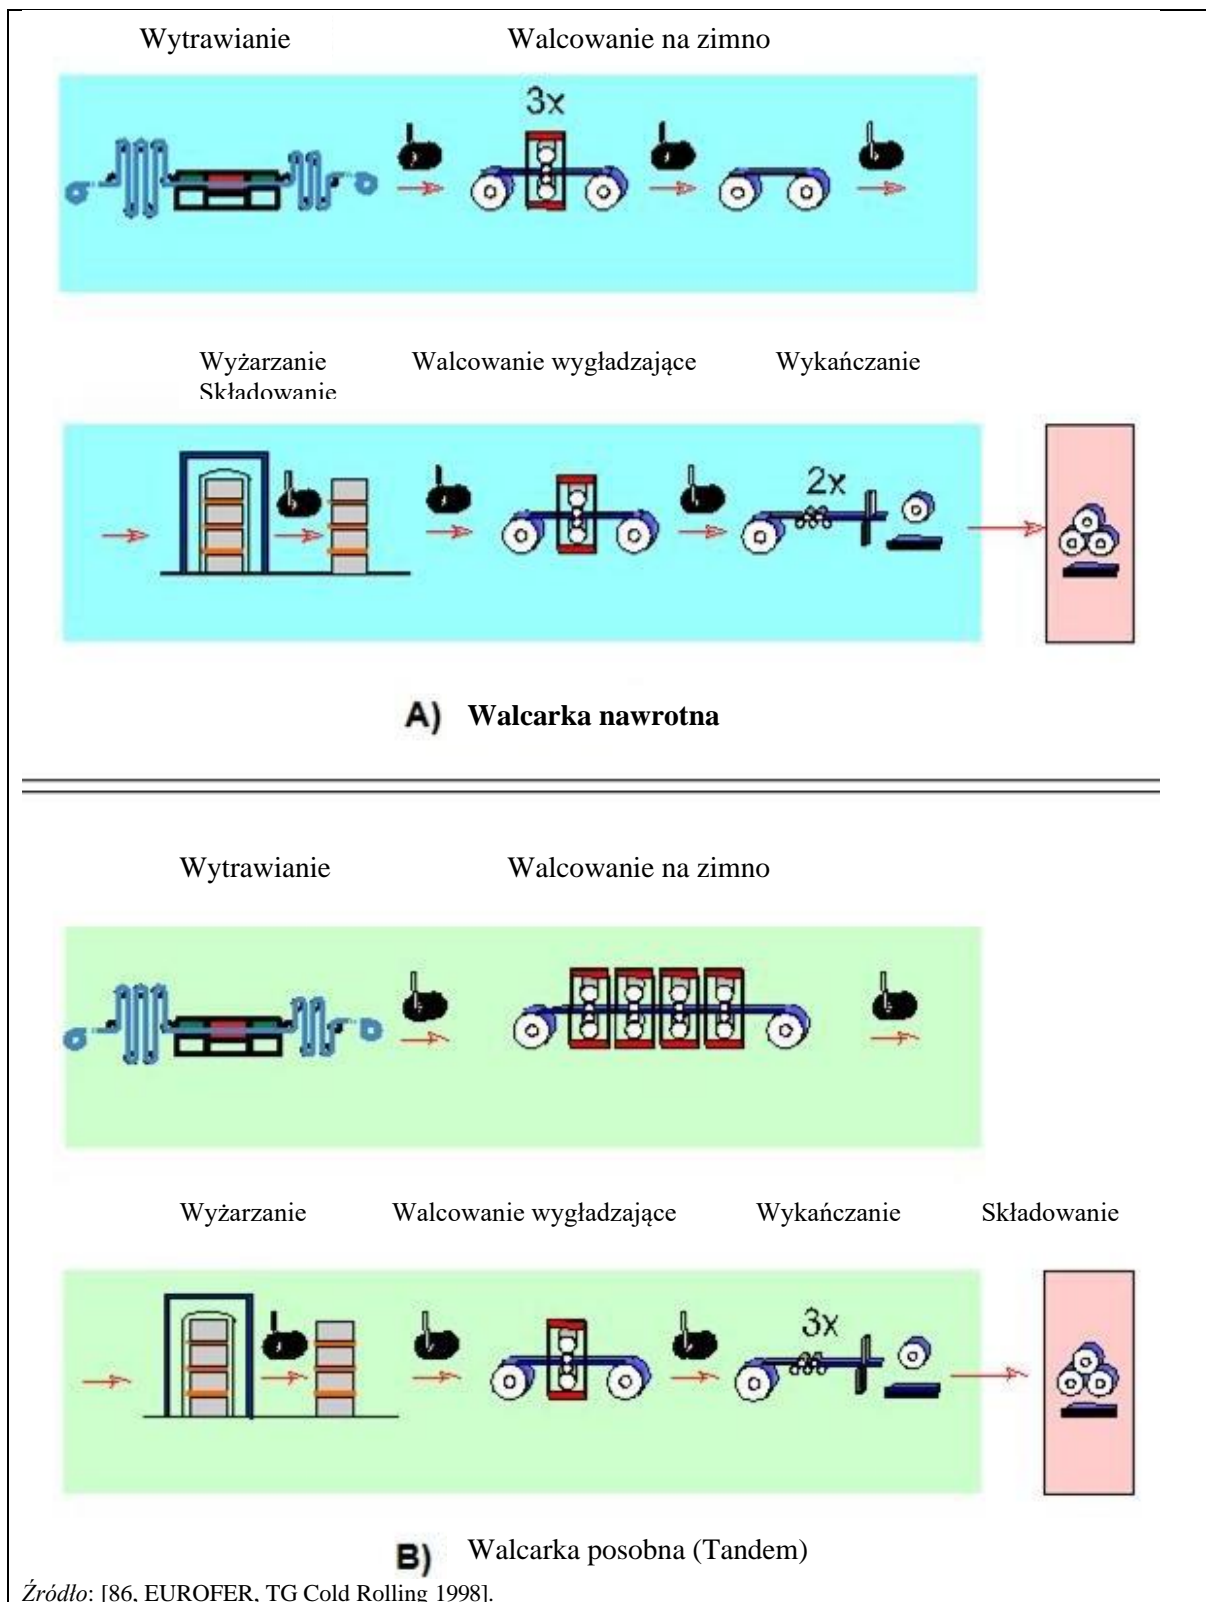 Wytrawianie Walcowanie na zimno
3x
Wyżarzanie Walcowanie wygładzające Wykańczanie
Składowanie
2x
A) Walcarka nawrotna
Wytrawianie Walcowanie na zimno
Wyżarzanie Walcowanie wygładzające Wykańczanie Składowanie
3x
B) Walcarka posobna (Tandem)
Źródło: [86, EUROFER, TG Cold Rolling 1998].